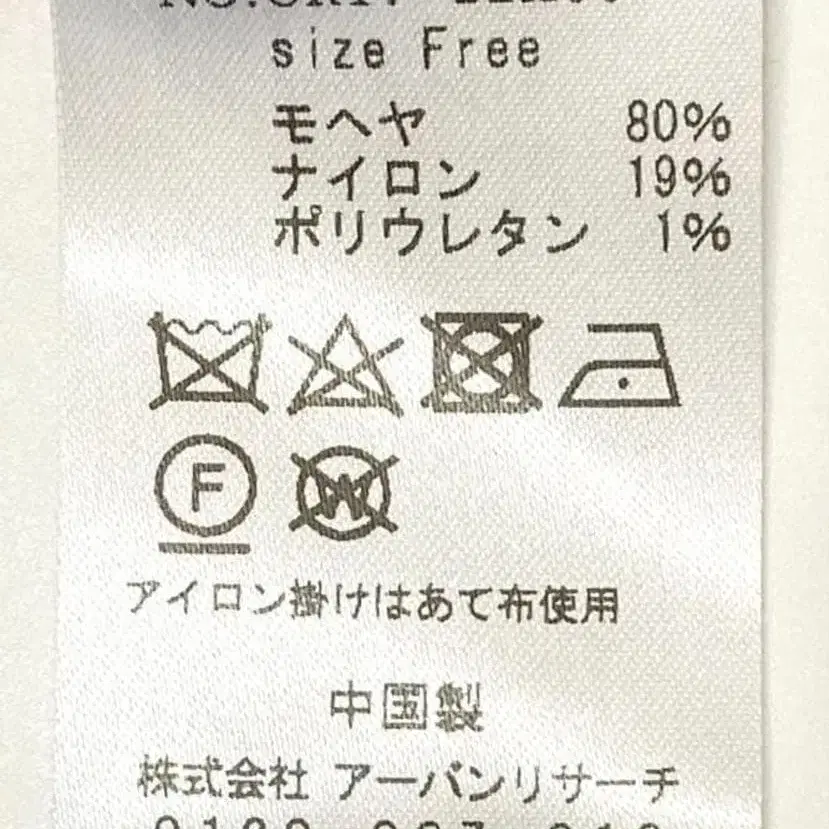 size Free
モヘヤ 80%
ナイロン 19%
ポリウレタン 1%
F
W
アイロン掛けはあて布使用
中国製
株式会社 アーバンリサーチ